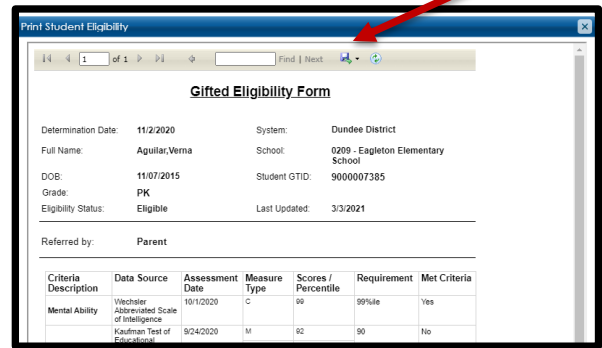 Print Student Eligibility
1 of 1 Find | Next
Gifted Eligibility Form
Determination Date: 11/2/2020 System: Dundee District
Full Name: Aguilar,Verna School: 0209 - Eagleton Elementary
School
DOB: 11/07/2015 Student GTID: 9000007385
Grade: PK
Eligibility Status: Eligible Last Updated: 3/3/2021
Referred by: Parent
Criteria Data Source Assessment Measure Scores / Requirement Met Criteria
Description Date Type Percentile
Mental Ability Wechsler 10/1/2020 C 99 99%ile Yes
Abbreviated Scale
of Intelligence
Kaufman Test of 9/24/2020 M 92 90 No
Educational